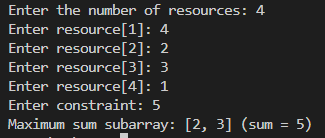 Enter the number of resources: 4
Enter resource[1]: 4
Enter resource[2]: 2
Enter resource[3]: 3
Enter resource[4]: 1
Enter constraint: 5
Maximum sum subarray: [2, 3] (sum = 5)